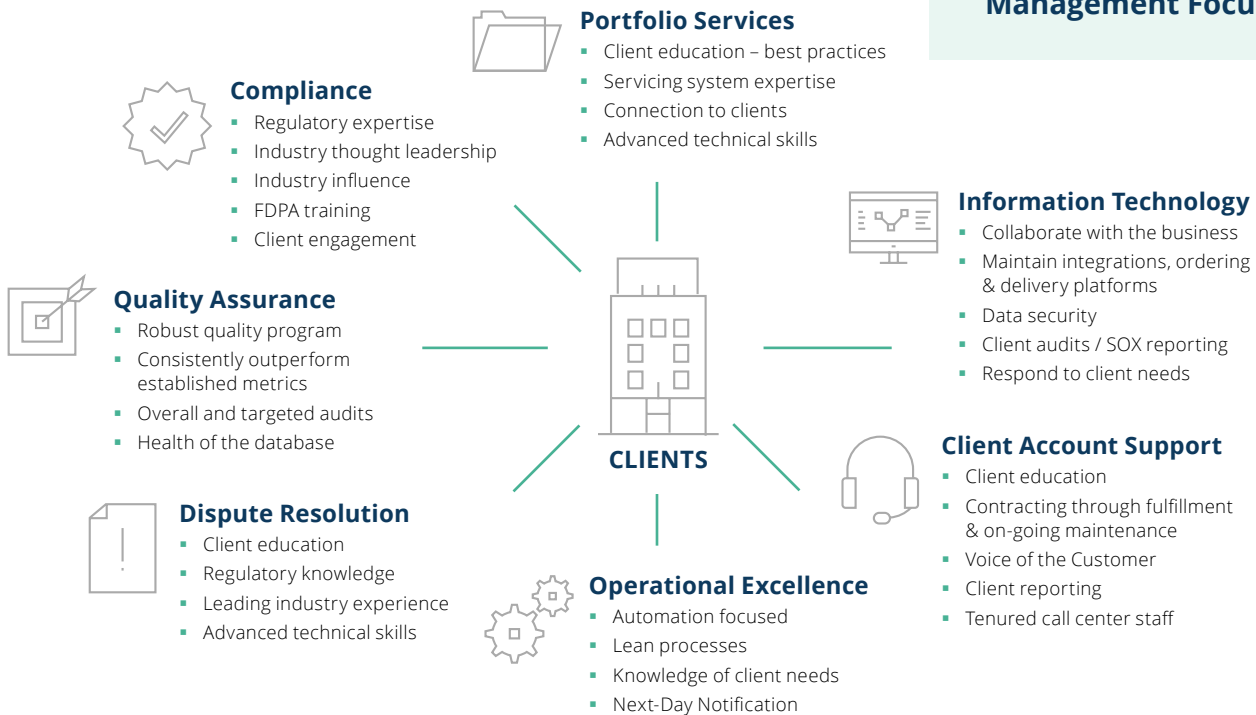 Management Focu
Portfolio Services
Client education – best practices
Servicing system expertise
Connection to clients
Advanced technical skills
Compliance
Regulatory expertise
Industry thought leadership
Industry influence
FDPA training
Client engagement
Information Technology
Collaborate with the business
Maintain integrations, ordering
& delivery platforms
Data security
Client audits / SOX reporting
Respond to client needs
Quality Assurance
Robust quality program
Consistently outperform
established metrics
Overall and targeted audits
Health of the database
CLIENTS
Client Account Support
Client education
Contracting through fulfillment
& on-going maintenance
Voice of the Customer
Client reporting
Tenured call center staff
Dispute Resolution
Client education
Regulatory knowledge
Leading industry experience
Advanced technical skills
Operational Excellence
Automation focused
Lean processes
Knowledge of client needs
Next-Day Notification